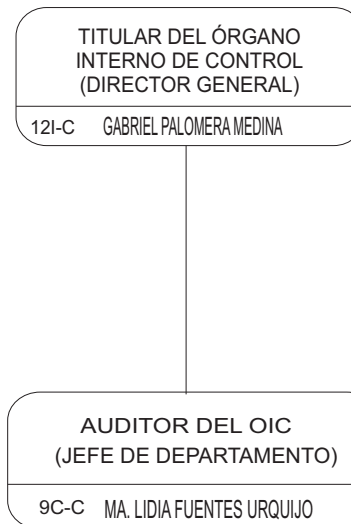 TITULAR DEL ÓRGANO
INTERNO DE CONTROL
(DIRECTOR GENERAL)
12I-C GABRIEL PALOMERA MEDINA
AUDITOR DEL OIC
(JEFE DE DEPARTAMENTO)
9C-C MA. LIDIA FUENTES URQUIJO